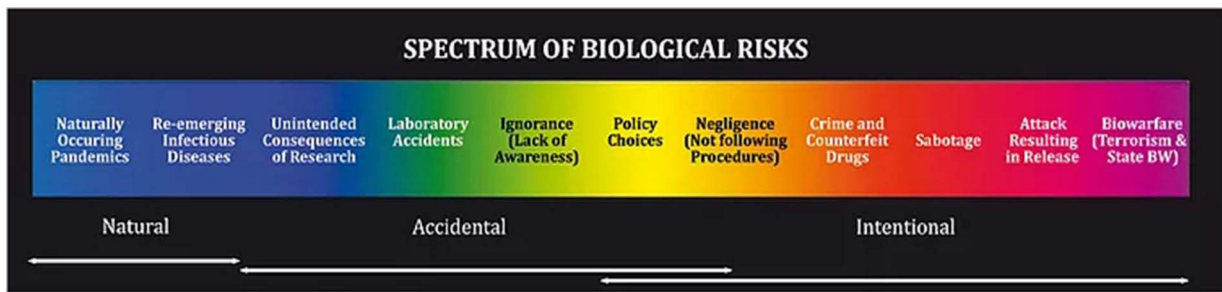 SPECTRUM OF BIOLOGICAL RISKS
Naturally
Occuring
Pandemics
Re-emerging
Infectious
Diseases
Unintended
Consequences
of Research
Laboratory
Accidents
Ignorance
(Lack of
Awareness)
Policy
Choices
Negligence
(Not following
Procedures)
Crime and
Counterfeit
Drugs
Sabotage
Attack
Resulting
in Release
Biowarfare
(Terrorism &
State BW)
Natural
Accidental
Intentional